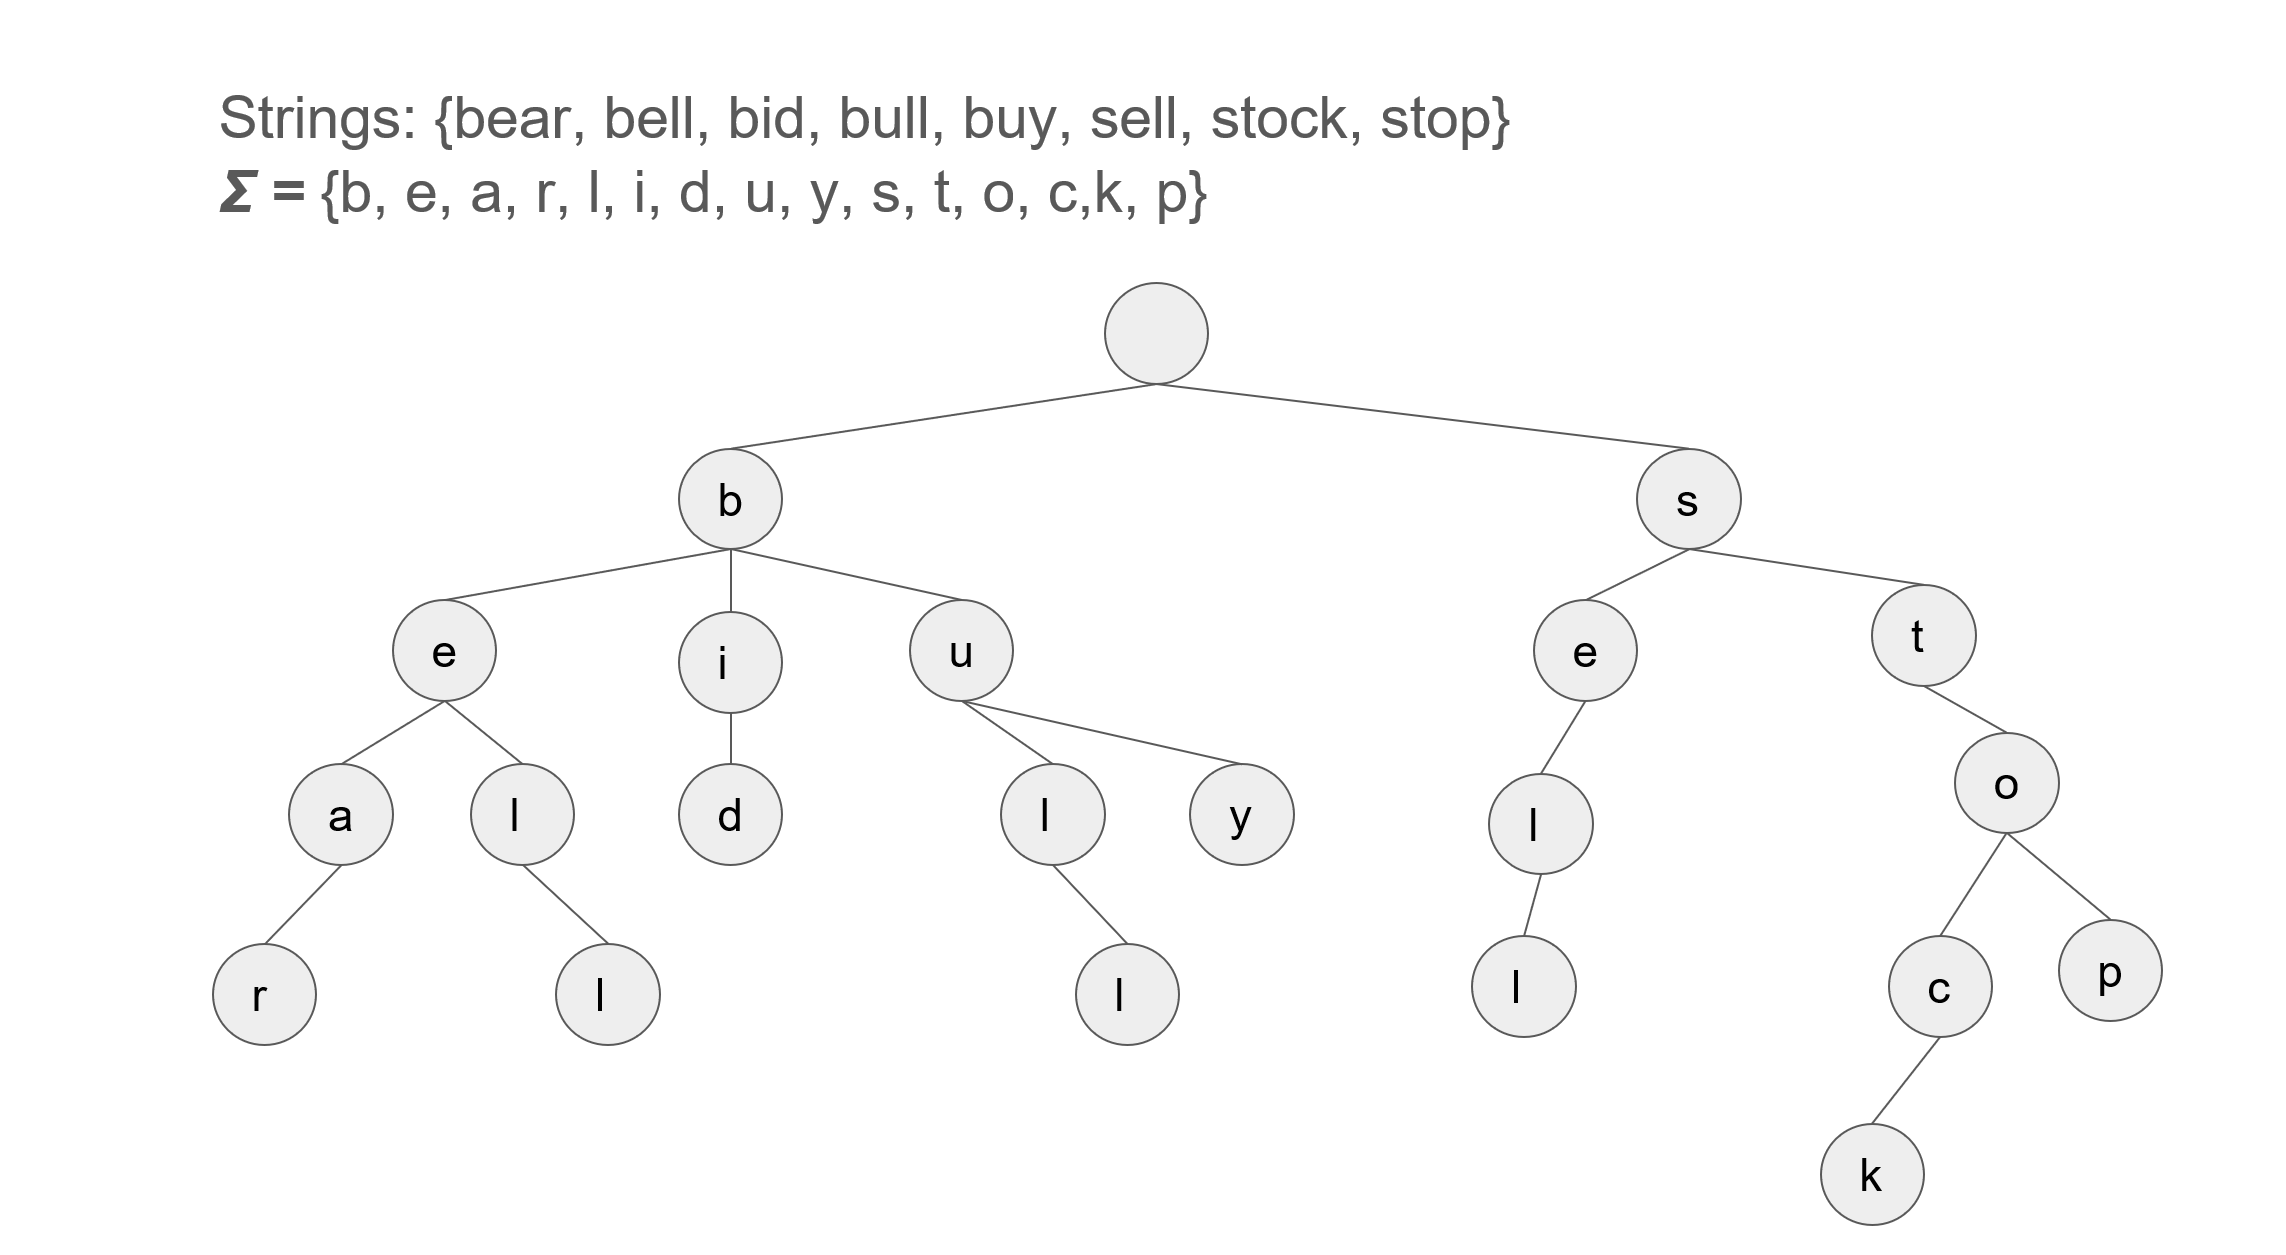 Strings: {bear, bell, bid, bull, buy, sell, stock, stop}
Σ = {b, e, a, r, l, i, d, u, y, s, t, o, c,k, p}
b s
e i u e t
a l d l y l o
r l l l c p
k